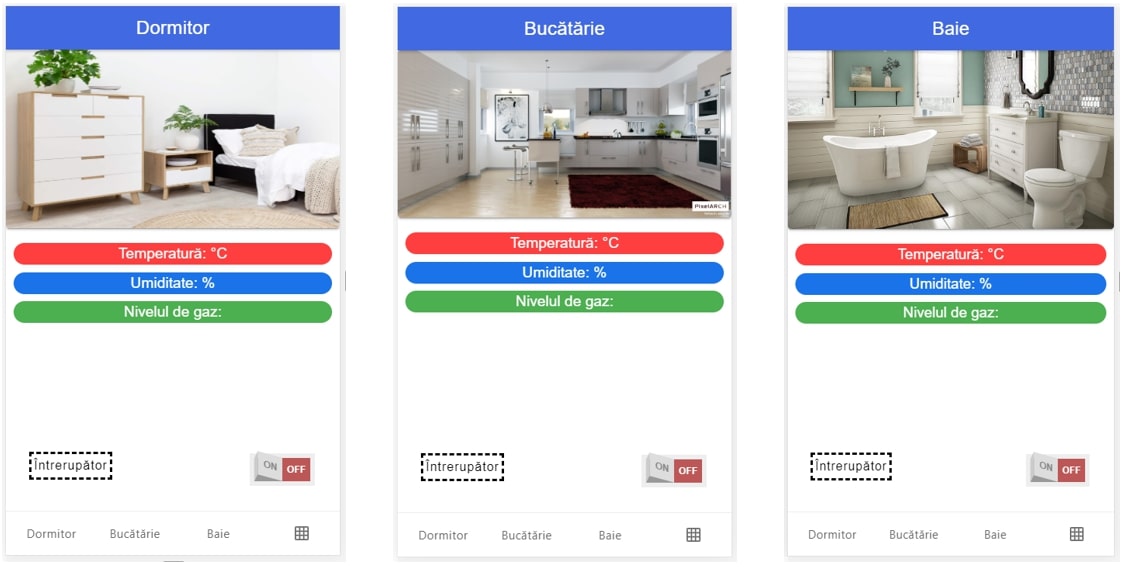 Dormitor
Temperatură: °C
Umiditate: %
Nivelul de gaz:
Întrerupător
ON OFF
Dormitor Bucătărie Baie
Bucătărie
PixelARCH
Temperatură: °C
Umiditate: %
Nivelul de gaz:
Întrerupător
ON OFF
Dormitor Bucătărie Baie
Baie
Temperatură: °C
Umiditate: %
Nivelul de gaz:
Întrerupător
ON OFF
Dormitor Bucătărie Baie